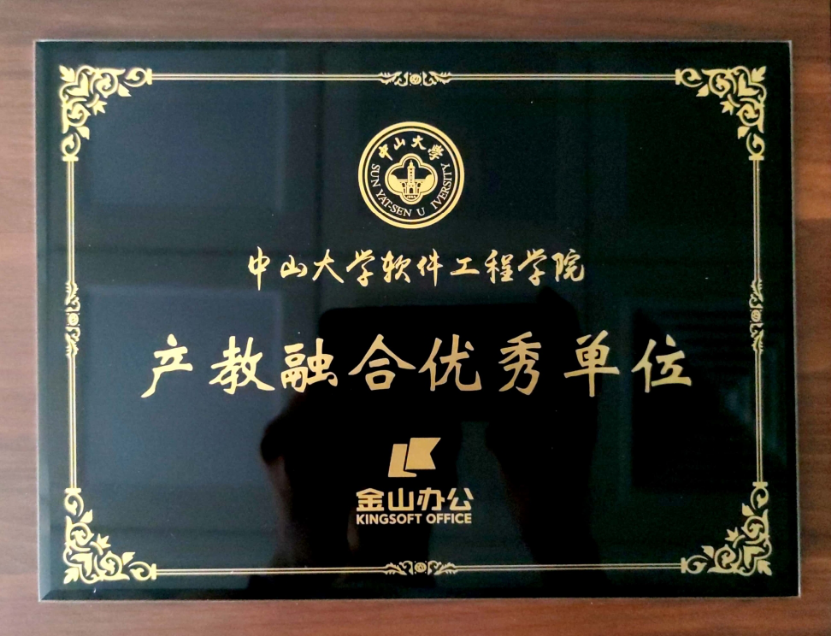 中山大学
SUN YAT-SEN U IVERSITY
中山大学软件工程学院
产教融合优秀单位
金山办公
KINGSOFT OFFICE